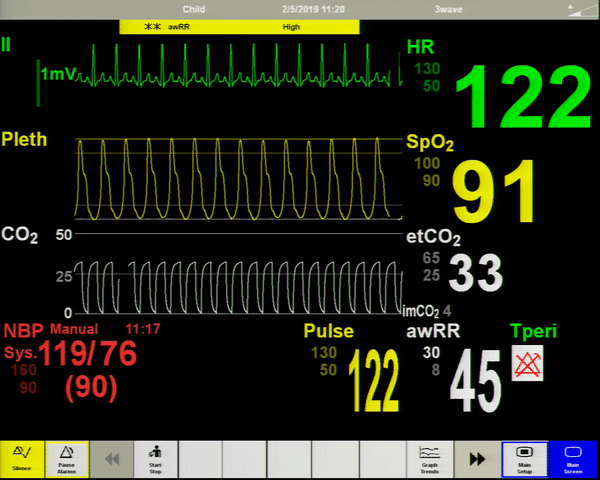 Child 2/5/2019 11:20 3wave
** awRR High
II
1mV
HR
130
50
122
Pleth
SpO2
100
90
91
CO2 50
25
0
etCO2
65
25
33
imCO2 4
NBP Manual 11:17
Sys. 119/76
160
90
(90)
Pulse
130
50
122
awRR
30
8
45
Tperi
Silence
Pause Alarms
Start Stop
Graph Trends
Main Setup
Main Screen